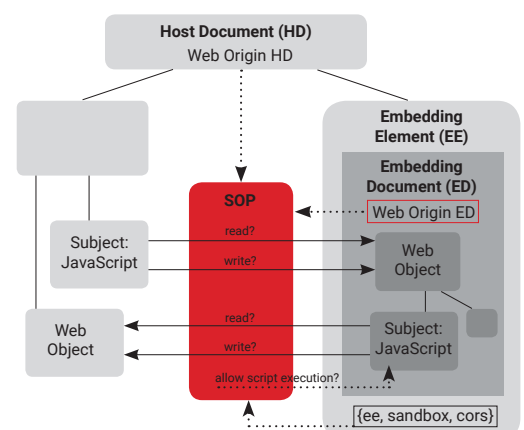 Host Document (HD)
Web Origin HD
Embedding
Element (EE)
Embedding
Document (ED)
SOP
Web Origin ED
read?
Subject:
JavaScript
Web
Object
write?
read?
Web
Object
Subject:
JavaScript
write?
allow script execution?
{ee, sandbox, cors}